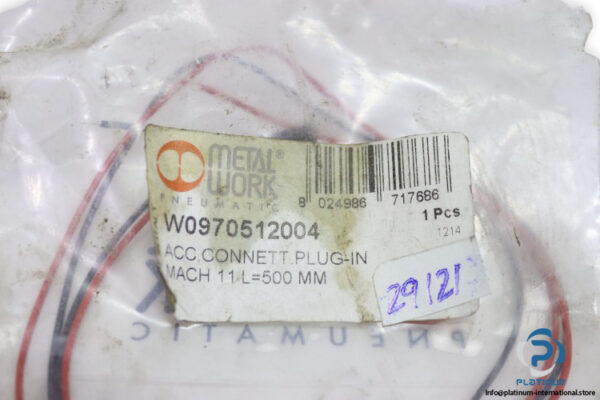 METAL®
WORK
PNEUMATIC
8 024986 717686
W0970512004
1 Pcs
1214
ACC.CONNETT.PLUG-IN
MACH 11 L=500 MM
29121
PNEUMATIC
PLATINUM
Info@platinum-international.store